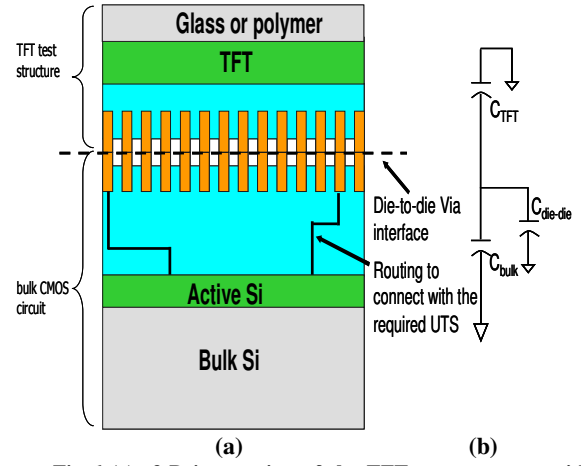 Glass or polymer
TFT
TFT test
structure
Die-to-die Via
interface
Routing to
connect with the
required UTS
bulk CMOS
circuit
Active Si
Bulk Si
(a)
C_TFT
C_die-die
C_bulk
(b)